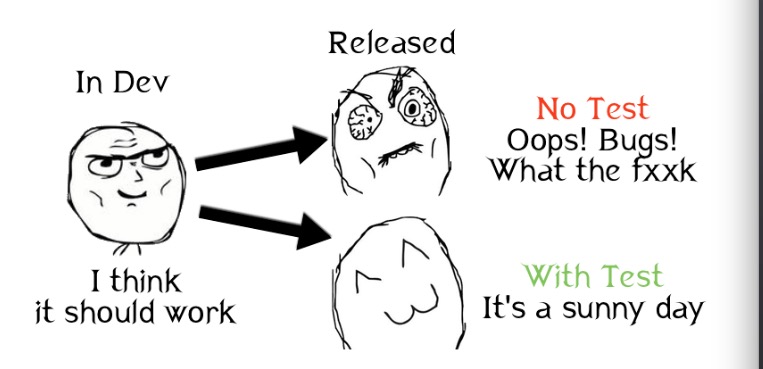 In Dev
I think
it should work
Released
No Test
Oops! Bugs!
What the fxxk
With Test
It's a sunny day